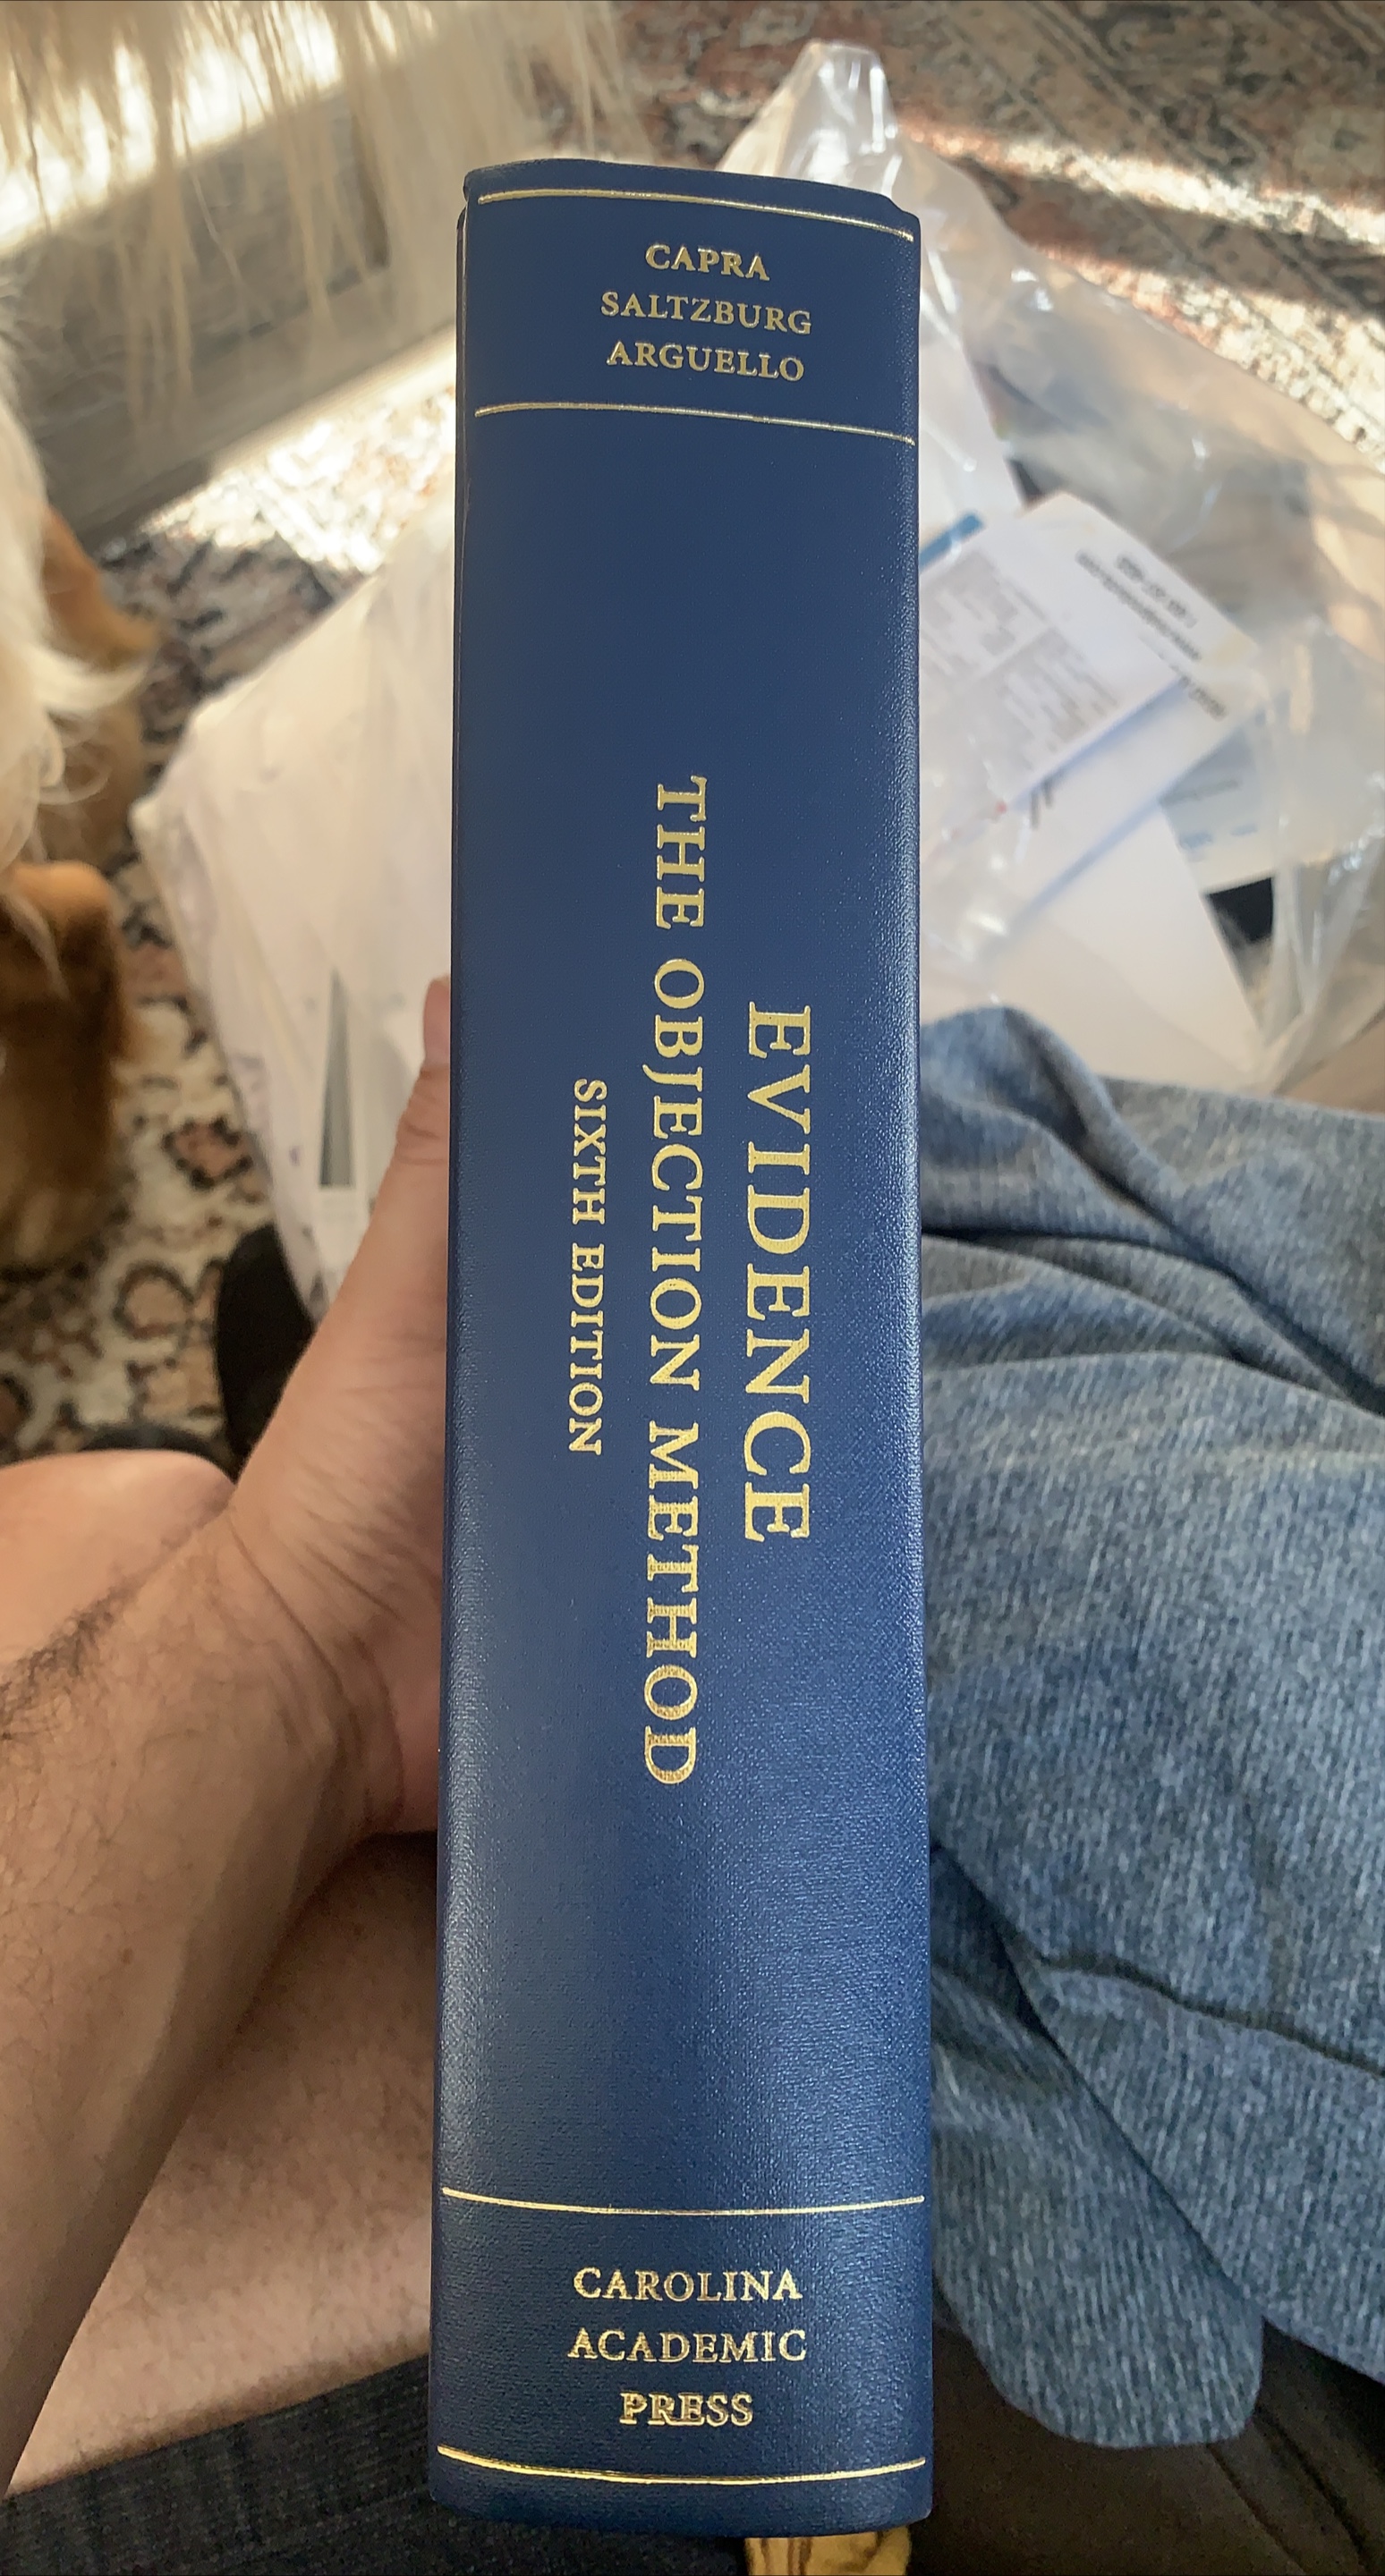 CAPRA
SALTZBURG
ARGUELLO
EVIDENCE
THE OBJECTION METHOD
SIXTH EDITION
CAROLINA
ACADEMIC
PRESS